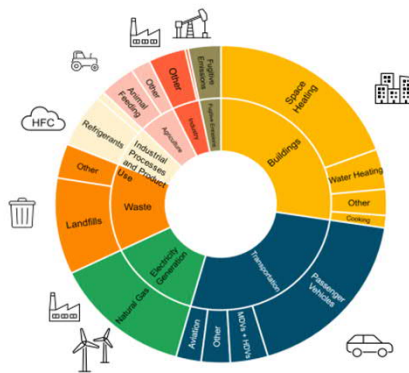 Fugitive
Emissions
Space
Heating
Water Heating
Other
Cooking
Passenger
Vehicles
MDVs + HDVs
Other
Aviation
Natural Gas
Landfills
Other
Refrigerants
HFC
Animal
Feeding
Other
Other
Buildings
Transportation
Electricity
Generation
Waste
Industrial
Processes
and Product
Use
Agriculture
Industry
Fugitive Emissions